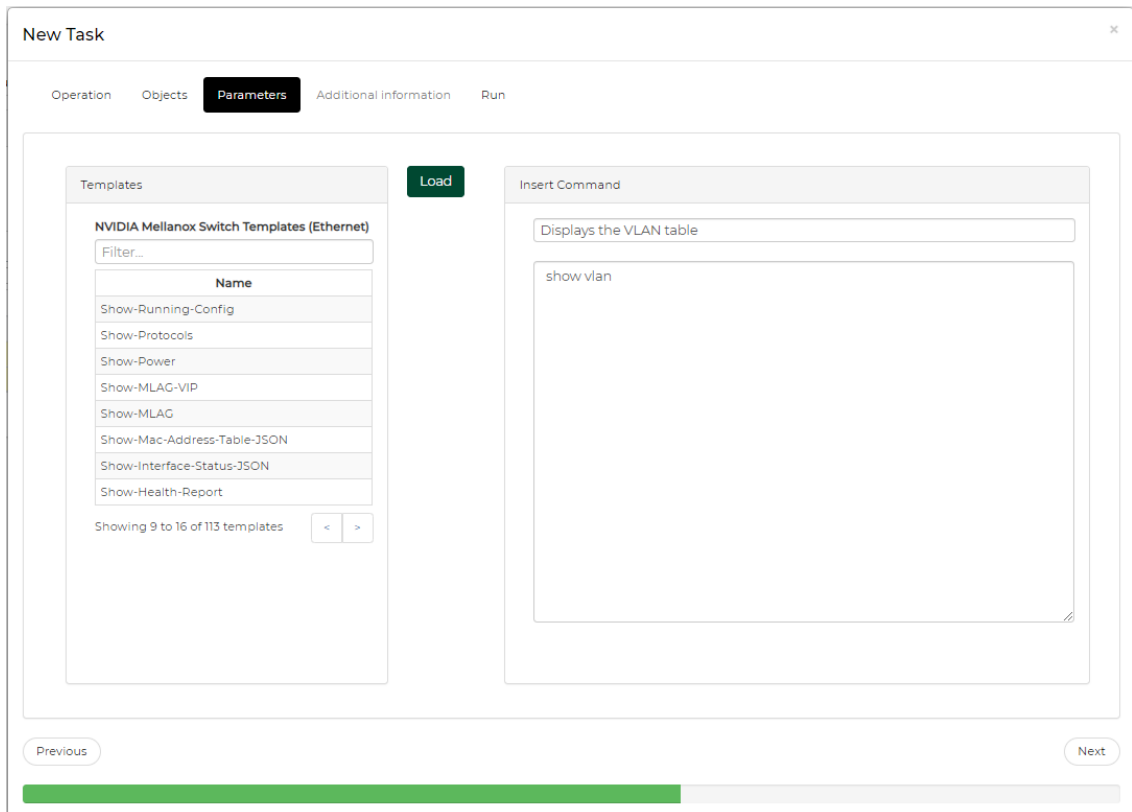 New Task
×
Operation Objects Parameters Additional information Run
Templates
Load
Insert Command
NVIDIA Mellanox Switch Templates (Ethernet)
Filter...
Name
Show-Running-Config
Show-Protocols
Show-Power
Show-MLAG-VIP
Show-MLAG
Show-Mac-Address-Table-JSON
Show-Interface-Status-JSON
Show-Health-Report
Showing 9 to 16 of 113 templates
< >
Displays the VLAN table
show vlan
Previous
Next